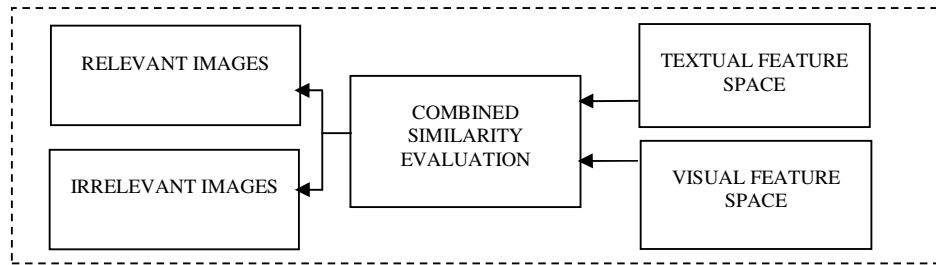 RELEVANT IMAGES
IRRELEVANT IMAGES
COMBINED
SIMILARITY
EVALUATION
TEXTUAL FEATURE
SPACE
VISUAL FEATURE
SPACE